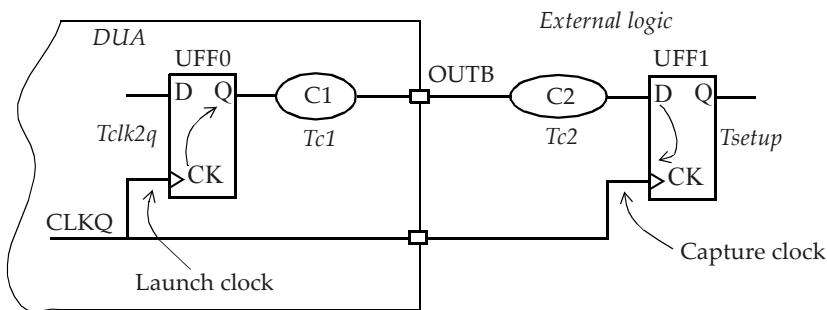 External logic
DUA
UFF0
UFF1
OUTB
D
Q
C1
C2
D
Q
Tclk2q
Tc1
Tc2
Tsetup
CK
CK
CLKQ
Capture clock
Launch clock